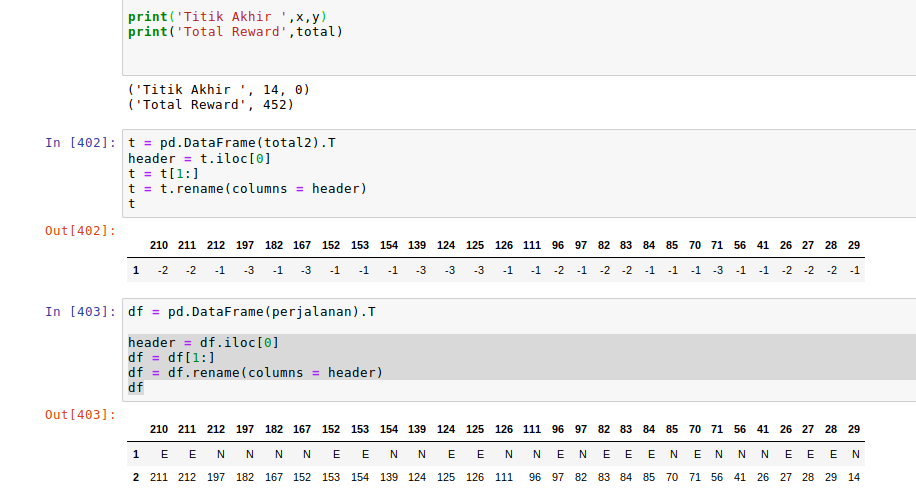 print('Titik Akhir ',x,y)
print('Total Reward',total)
('Titik Akhir ', 14, 0)
('Total Reward', 452)
In [402]: t = pd.DataFrame(total2).T
header = t.iloc[0]
t = t[1:]
t = t.rename(columns = header)
t
Out[402]:
210 211 212 197 182 167 152 153 154 139 124 125 126 111 96 97 82 83 84 85 70 71 56 41 26 27 28 29
1 -2 -2 -1 -3 -1 -3 -1 -1 -1 -3 -3 -3 -1 -1 -2 -1 -2 -2 -1 -1 -1 -3 -1 -1 -2 -2 -2 -1
In [403]: df = pd.DataFrame(perjalanan).T
header = df.iloc[0]
df = df[1:]
df = df.rename(columns = header)
df
Out[403]:
210 211 212 197 182 167 152 153 154 139 124 125 126 111 96 97 82 83 84 85 70 71 56 41 26 27 28 29
1 E E N N N N E E N N E E N N E N E E E N E N N N E E E N
2 211 212 197 182 167 152 153 154 139 124 125 126 111 96 97 82 83 84 85 70 71 56 41 26 27 28 29 14